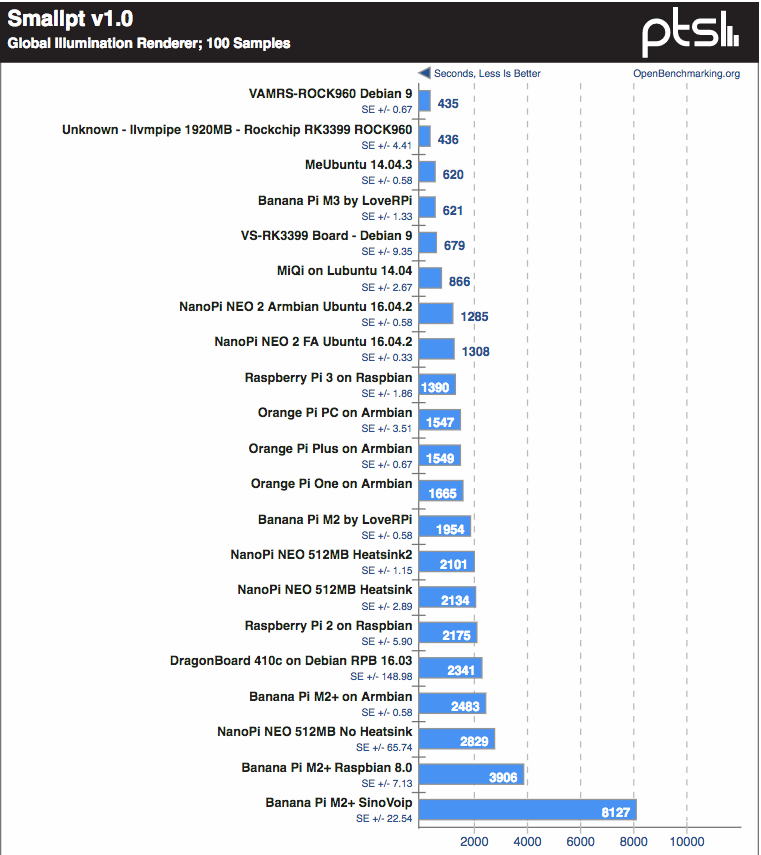 Smallpt v1.0
Global Illumination Renderer; 100 Samples
ptsl
Seconds, Less Is Better
OpenBenchmarking.org
VAMRS-ROCK960 Debian 9
SE +/- 0.67
435
Unknown - llvmpipe 1920MB - Rockchip RK3399 ROCK960
SE +/- 4.41
436
MeUbuntu 14.04.3
SE +/- 0.58
620
Banana Pi M3 by LoveRPi
SE +/- 1.33
621
VS-RK3399 Board - Debian 9
SE +/- 9.35
679
MiQi on Lubuntu 14.04
SE +/- 2.67
866
NanoPi NEO 2 Armbian Ubuntu 16.04.2
SE +/- 0.58
1285
NanoPi NEO 2 FA Ubuntu 16.04.2
SE +/- 0.33
1308
Raspberry Pi 3 on Raspbian
SE +/- 1.86
1390
Orange Pi PC on Armbian
SE +/- 3.51
1547
Orange Pi Plus on Armbian
SE +/- 0.67
1549
Orange Pi One on Armbian
1665
Banana Pi M2 by LoveRPi
SE +/- 0.58
1954
NanoPi NEO 512MB Heatsink2
SE +/- 1.15
2101
NanoPi NEO 512MB Heatsink
SE +/- 2.89
2134
Raspberry Pi 2 on Raspbian
SE +/- 5.90
2175
DragonBoard 410c on Debian RPB 16.03
SE +/- 148.98
2341
Banana Pi M2+ on Armbian
SE +/- 0.58
2483
NanoPi NEO 512MB No Heatsink
SE +/- 65.74
2829
Banana Pi M2+ Raspbian 8.0
SE +/- 7.13
3906
Banana Pi M2+ SinoVoip
SE +/- 22.54
8127
2000 4000 6000 8000 10000